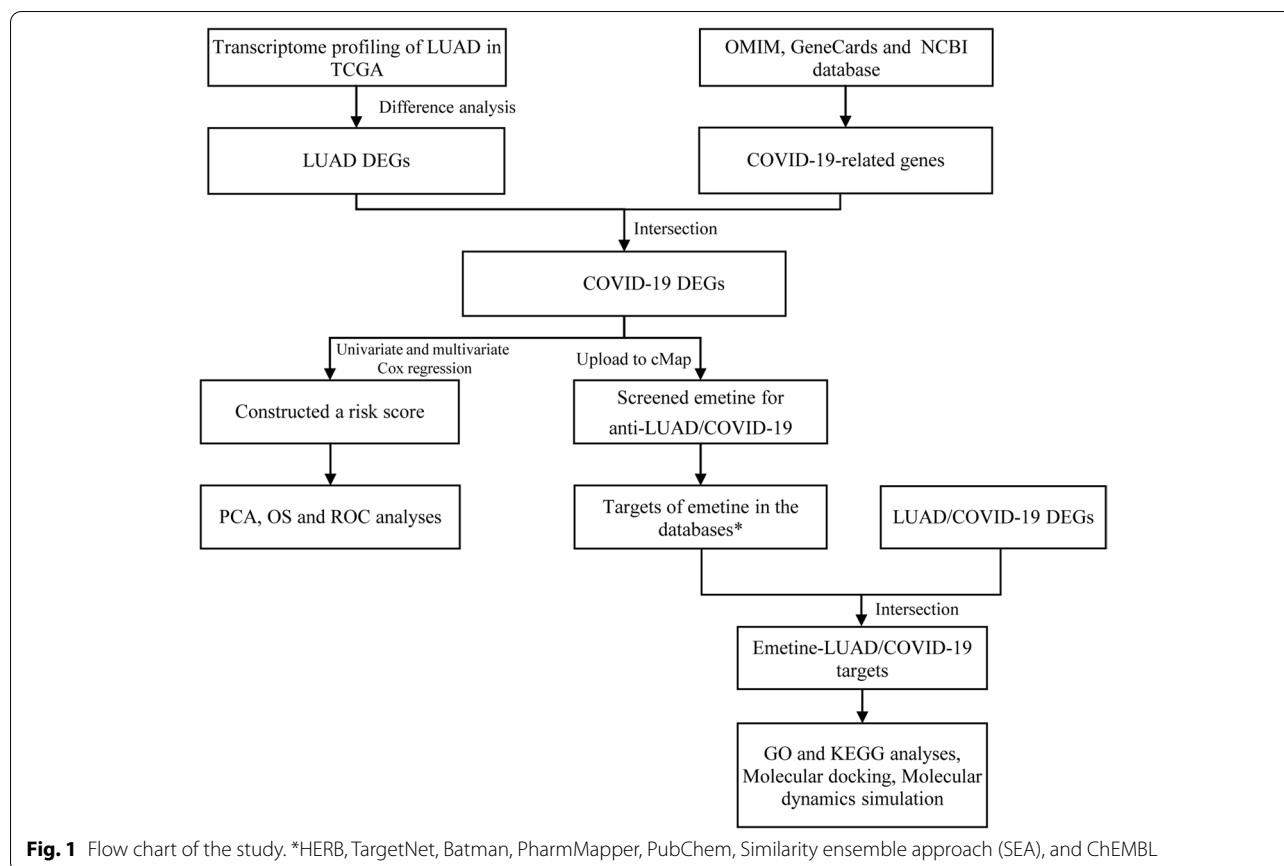 Transcriptome profiling of LUAD in
TCGA
OMIM, GeneCards and NCBI
database
Difference analysis
LUAD DEGs
COVID-19-related genes
Intersection
COVID-19 DEGs
Univariate and multivariate
Cox regression
Upload to cMap
Constructed a risk score
Screened emetine for
anti-LUAD/COVID-19
PCA, OS and ROC analyses
Targets of emetine in the
databases*
LUAD/COVID-19 DEGs
Intersection
Emetine-LUAD/COVID-19
targets
GO and KEGG analyses,
Molecular docking, Molecular
dynamics simulation
Fig. 1 Flow chart of the study. *HERB, TargetNet, Batman, PharmMapper, PubChem, Similarity ensemble approach (SEA), and ChEMBL